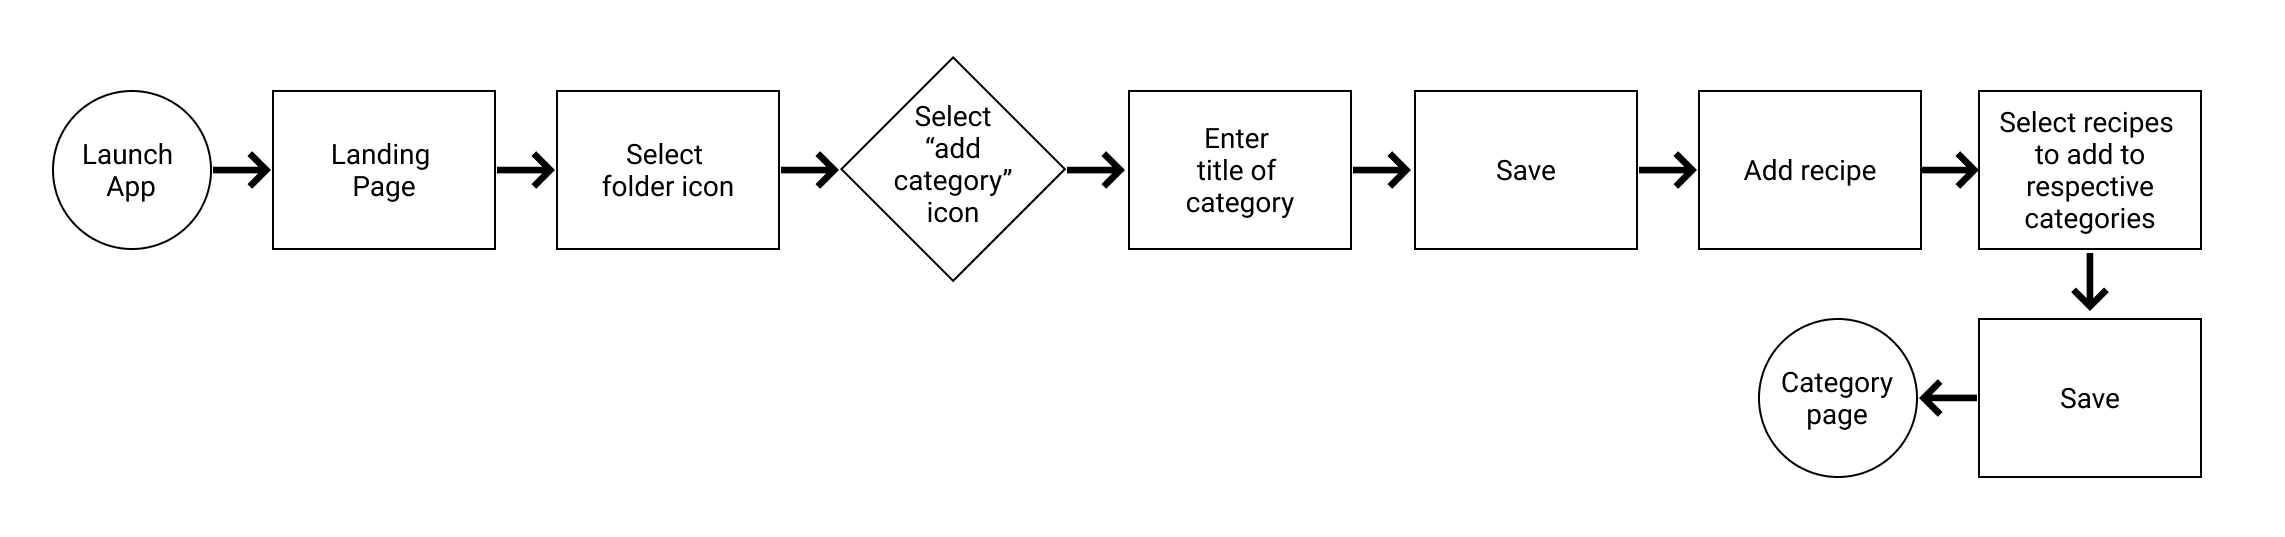 Launch
App
Landing
Page
Select
folder icon
Select
“add
category”
icon
Enter
title of
category
Save
Add recipe
Select recipes
to add to
respective
categories
Save
Category
page